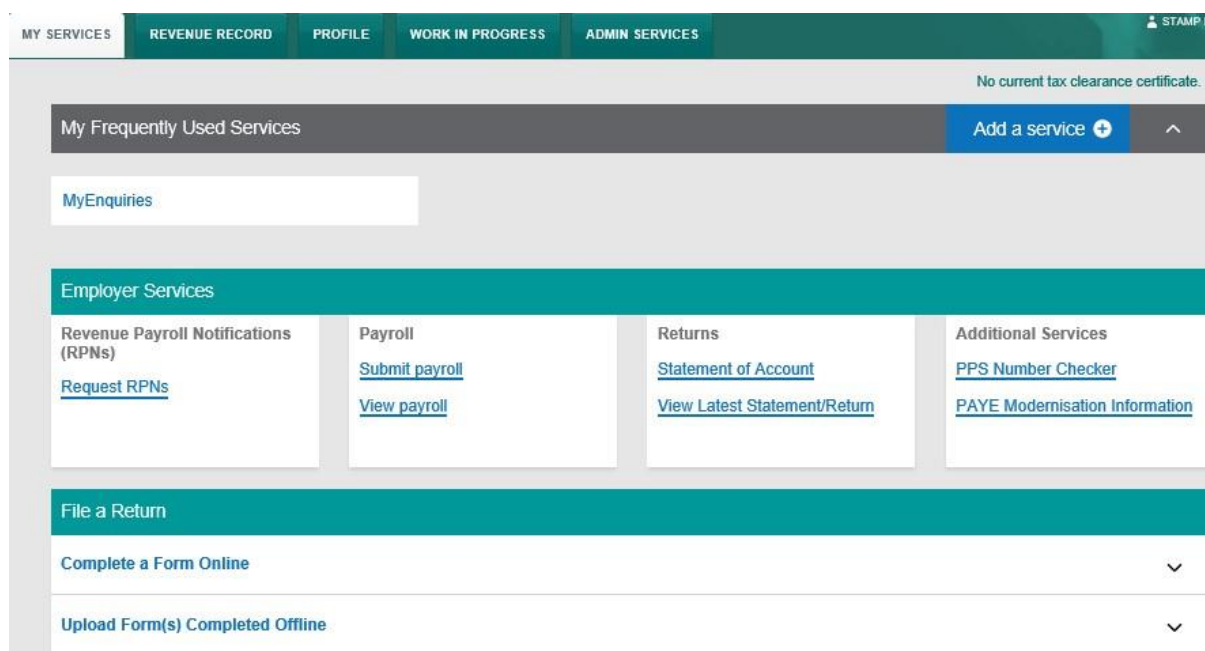 MY SERVICES
REVENUE RECORD
PROFILE
WORK IN PROGRESS
ADMIN SERVICES
STAMP
No current tax clearance certificate.
My Frequently Used Services
Add a service
MyEnquiries
Employer Services
Revenue Payroll Notifications
(RPNs)
Request RPNs
Payroll
Submit payroll
View payroll
Returns
Statement of Account
View Latest Statement/Return
Additional Services
PPS Number Checker
PAYE Modernisation Information
File a Return
Complete a Form Online
Upload Form(s) Completed Offline